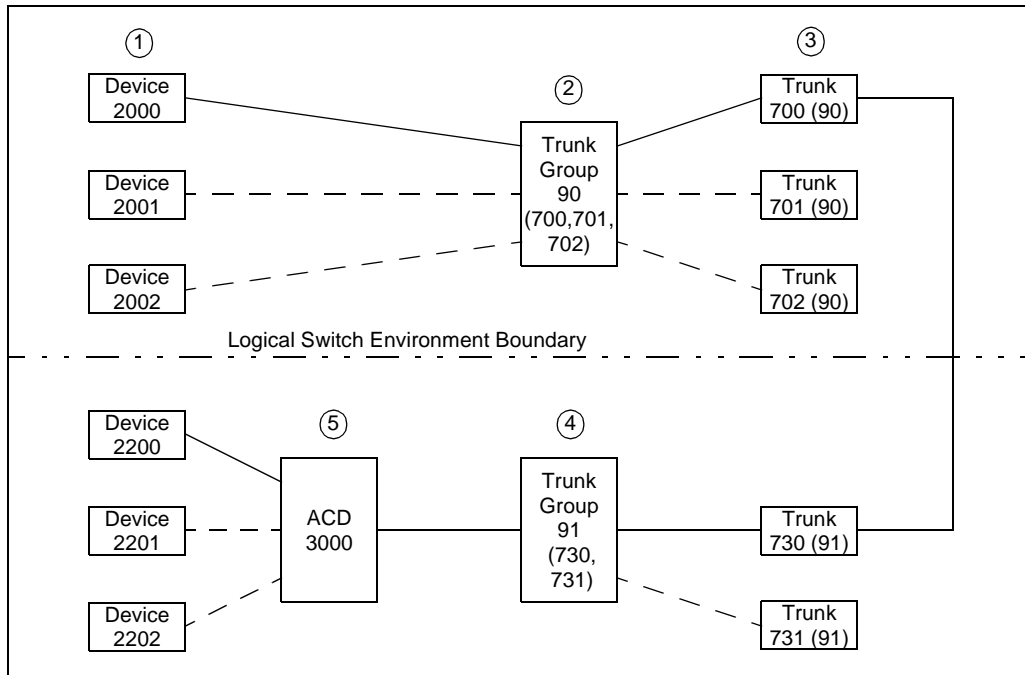 ①
③
Device
2000
②
Trunk
700 (90)
Trunk
Group
90
(700,701,
702)
Device
2001
Trunk
701 (90)
Device
2002
Trunk
702 (90)
Logical Switch Environment Boundary
Device
2200
⑤
④
ACD
3000
Trunk
Group
91
(730,
731)
Device
2201
Trunk
730 (91)
Device
2202
Trunk
731 (91)